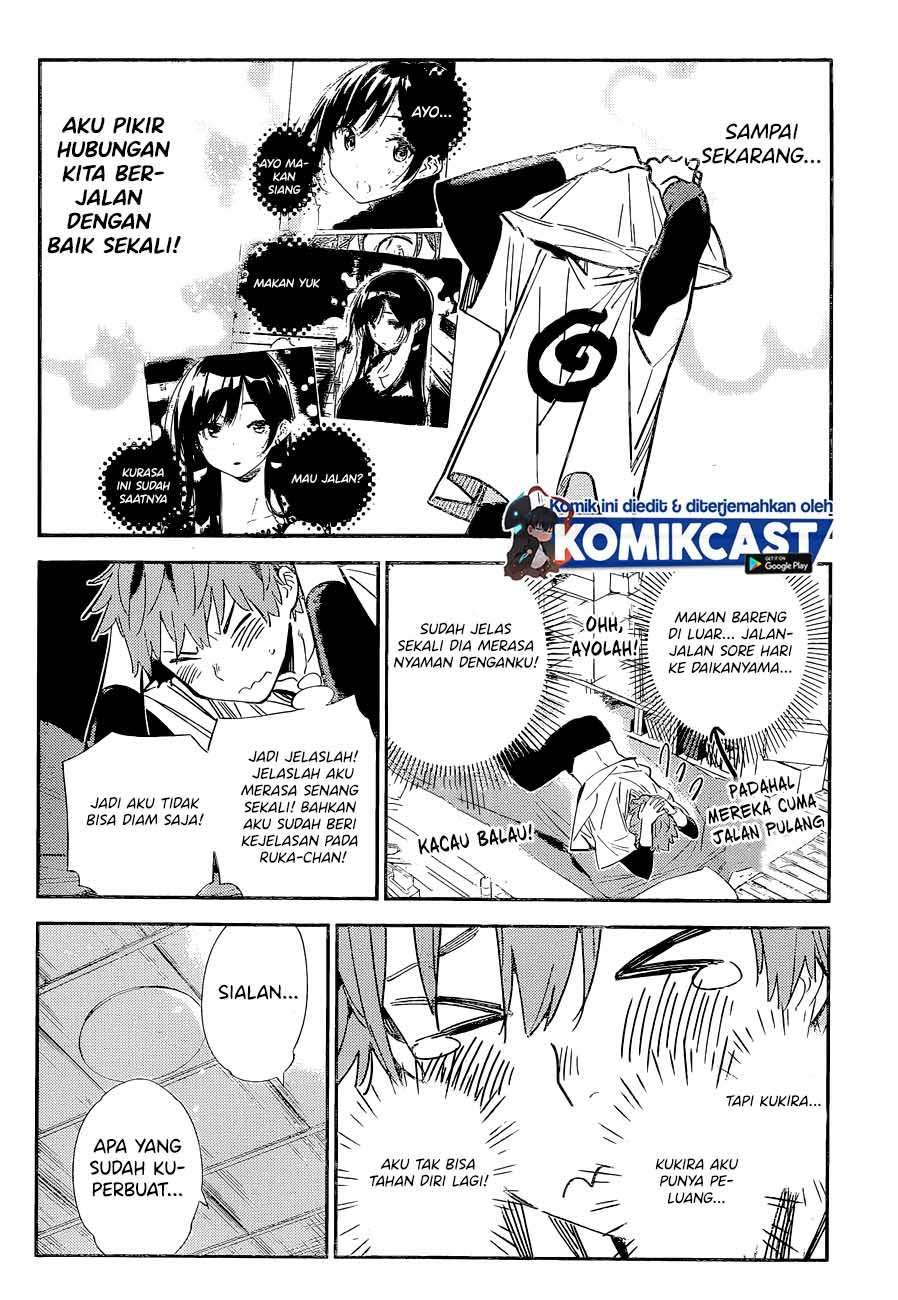 SAMPAI
SEKARANG...
AYO...
AYO MA-
KAN
SIANG
AKU PIKIR
HUBUNGAN
KITA BER-
JALAN
DENGAN
BAIK SEKALI!
MAKAN YUK
MAU JALAN?
KURASA
INI SUDAH
SAATNYA
Komik ini diedit & diterjemahkan oleh
KOMIKCAST
GET IT ON
Google Play
MAKAN BARENG
DI LUAR... JALAN-
JALAN SORE HARI
KE DAIKANYAMA...
PADAHAL
MEREKA CUMA
JALAN PULANG
OHH,
AYOLAH!
SUDAH JELAS
SEKALI DIA MERASA
NYAMAN DENGANKU!
KACAU BALAU!
JADI JELASLAH!
JELASLAH AKU
MERASA SENANG
SEKALI! BAHKAN
AKU SUDAH BERI
KEJELASAN PADA
RUKA-CHAN!
JADI AKU TIDAK
BISA DIAM SAJA!
TAPI KUKIRA...
KUKIRA AKU
PUNYA PE-
LUANG...
AKU TAK BISA
TAHAN DIRI LAGI!
SIALAN...
APA YANG
SUDAH KU-
PERBUAT...